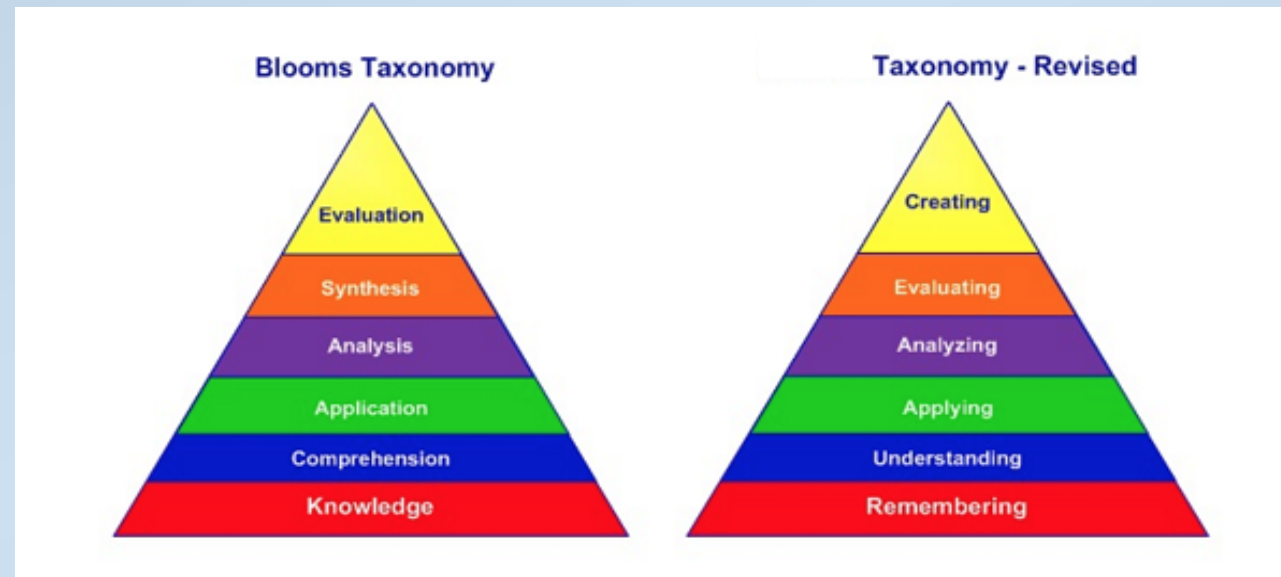 Blooms Taxonomy
Evaluation
Synthesis
Analysis
Application
Comprehension
Knowledge
Taxonomy - Revised
Creating
Evaluating
Analyzing
Applying
Understanding
Remembering